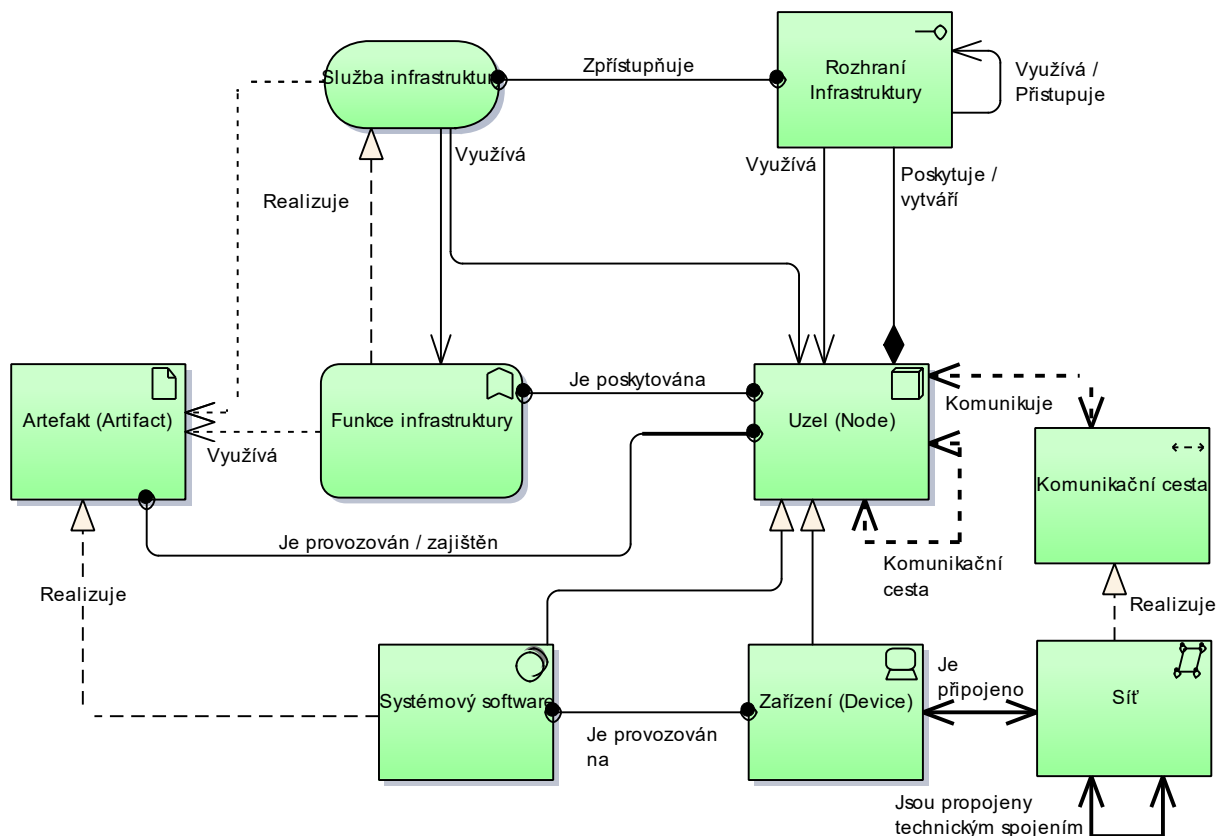 Zpřístupňuje
Služba infrastruktur
Rozhraní
Infrastruktury
Využívá /
Přistupuje
Využívá
Využívá
Poskytuje /
vytváří
Realizuje
Je poskytována
Artefakt (Artifact)
Funkce infrastruktury
Uzel (Node)
Komunikuje
Využívá
Komunikační cesta
Je provozován / zajištěn
Komunikační
cesta
Realizuje
Realizuje
Je
připojeno
Systémový software
Zařízení (Device)
Síť
Je provozován
na
Jsou propojeny
technickým spojením